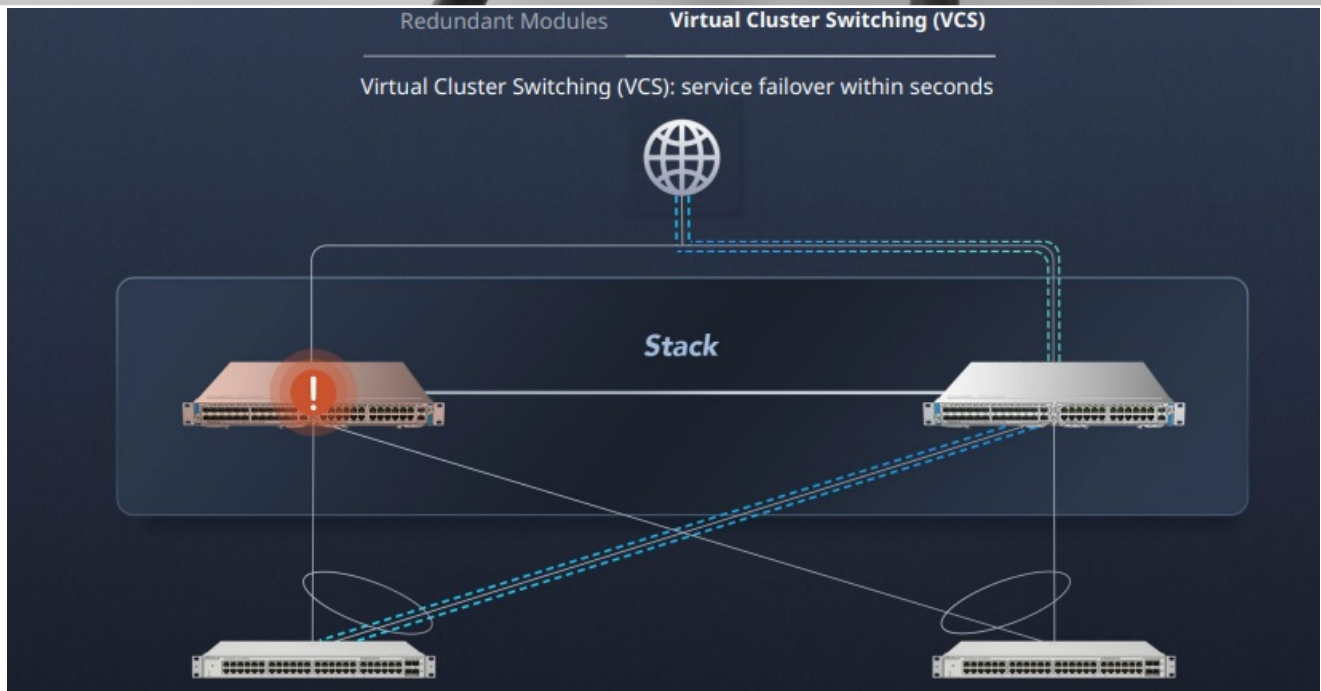 Redundant Modules
Virtual Cluster Switching (VCS)
Virtual Cluster Switching (VCS): service failover within seconds
Stack
!